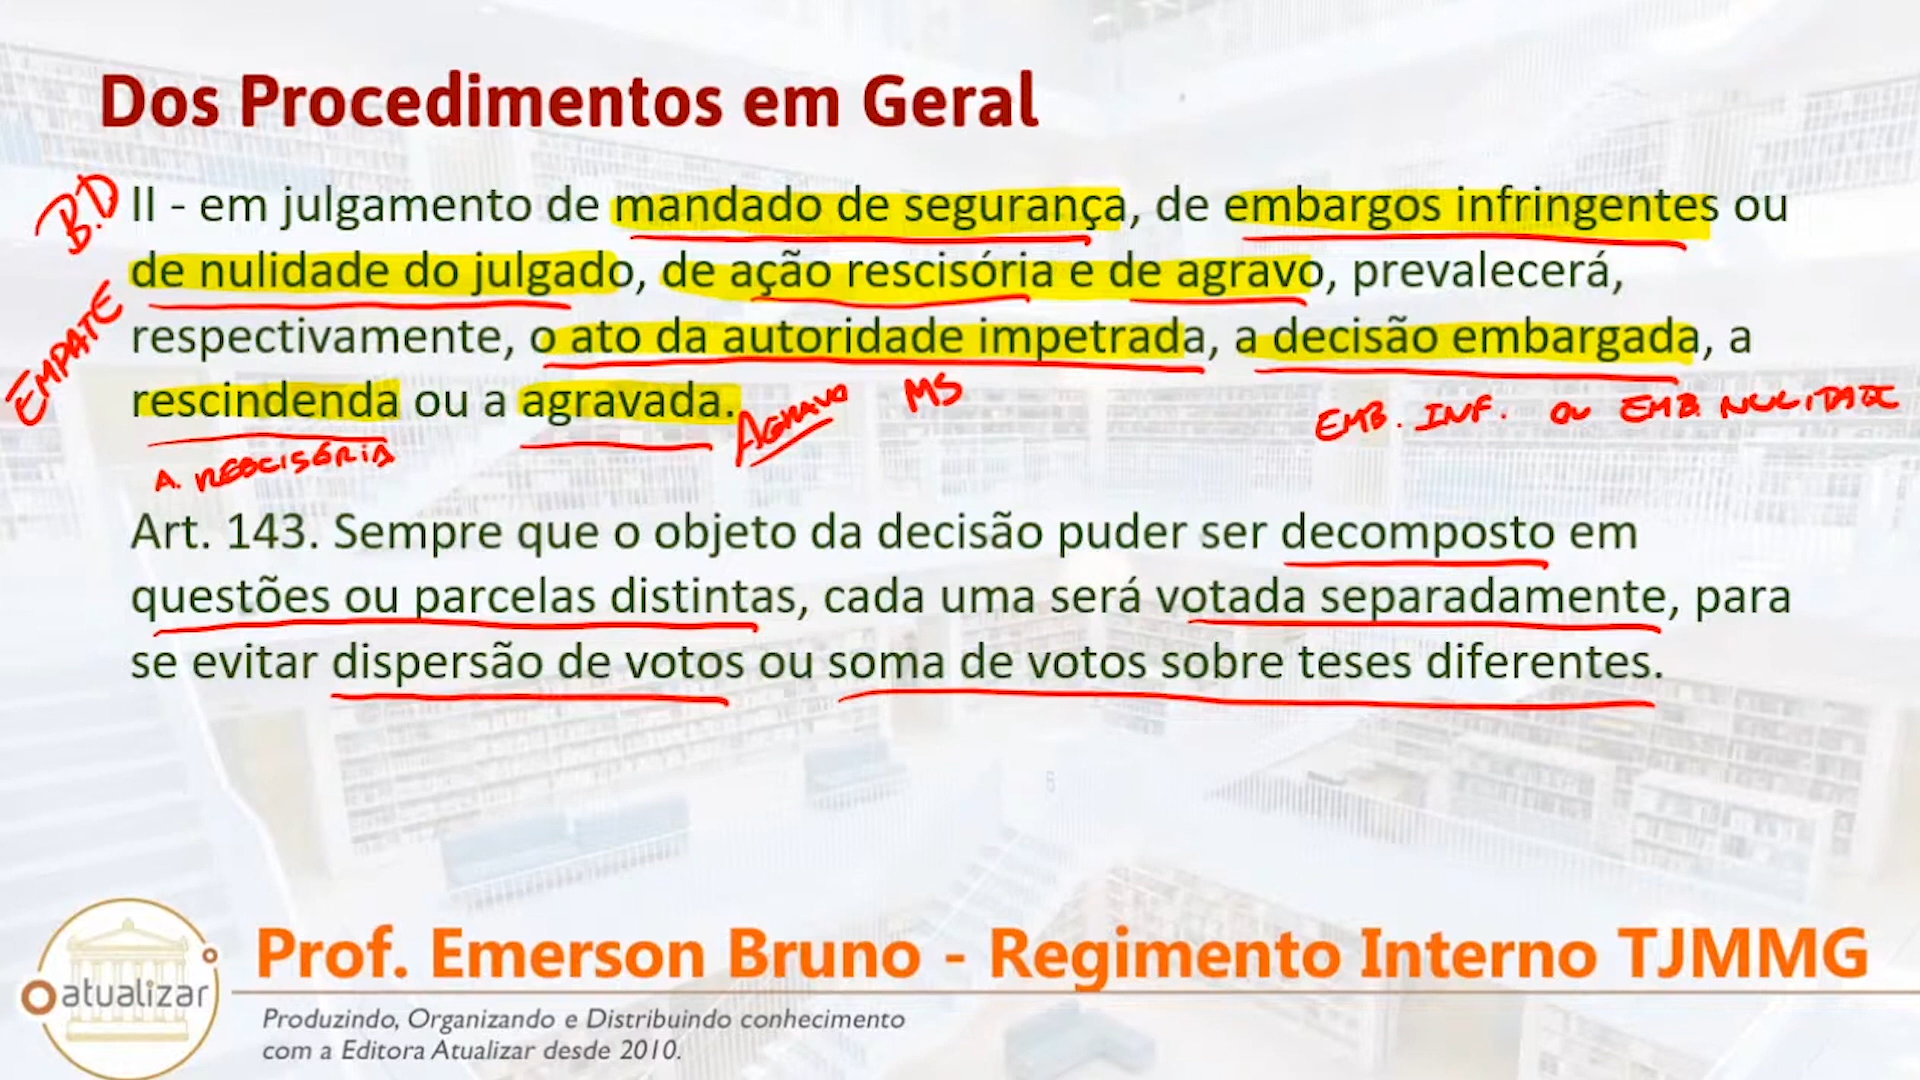 Dos Procedimentos em Geral
B.D
II - em julgamento de mandado de segurança, de embargos infringentes ou
de nulidade do julgado, de ação rescisória e de agravo, prevalecerá,
EMPATE
respectivamente, o ato da autoridade impetrada, a decisão embargada, a
rescindenda ou a agravada.
AGRAVO
MS
EMB. INF. OU EMB. NULIDADE
A. RESCISÓRIA
Art. 143. Sempre que o objeto da decisão puder ser decomposto em
questões ou parcelas distintas, cada uma será votada separadamente, para
se evitar dispersão de votos ou soma de votos sobre teses diferentes.
6
Prof. Emerson Bruno - Regimento Interno TJMMG
atualizar
Produzindo, Organizando e Distribuindo conhecimento
com a Editora Atualizar desde 2010.